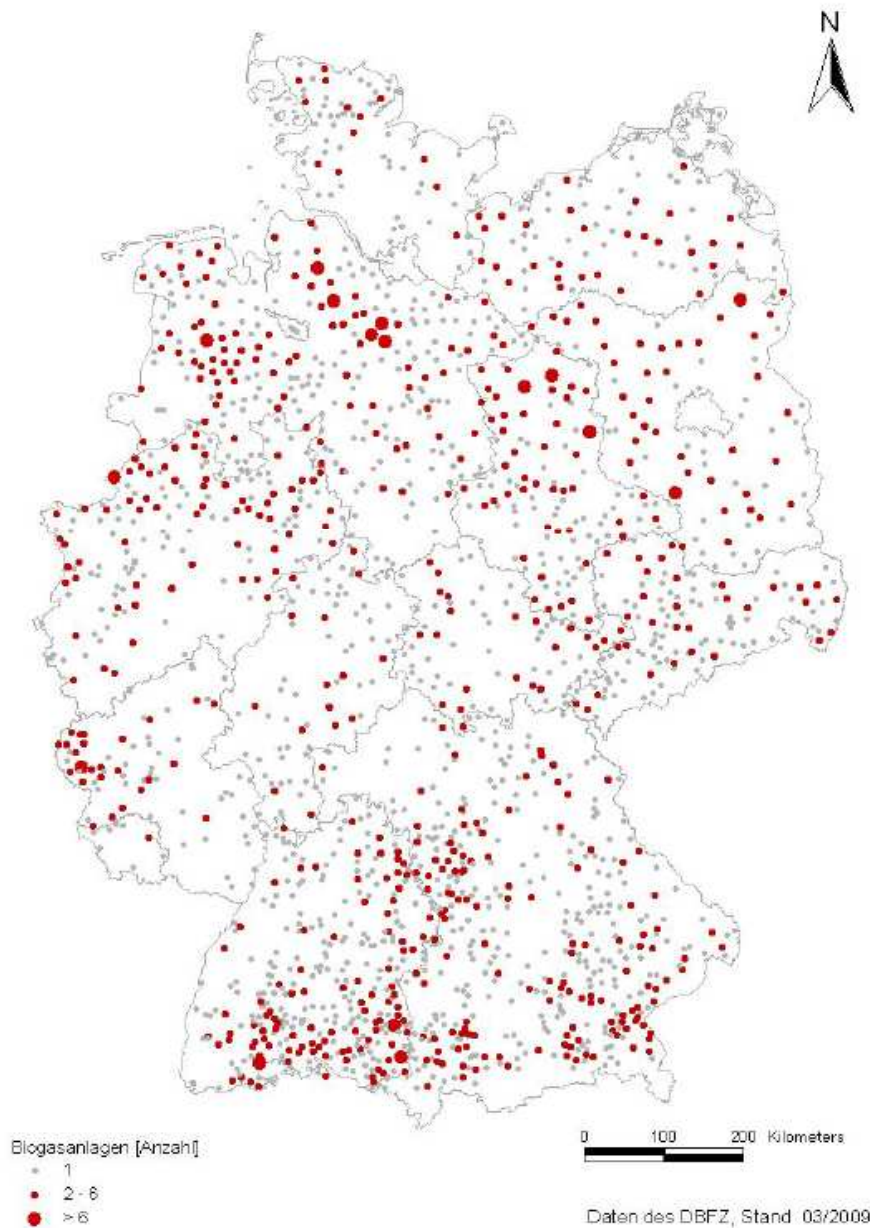 N
Biogasanlagen [Anzahl]
1
2 - 6
> 6
0 100 200 Kilometers
Daten des DBFZ, Stand 03/2009